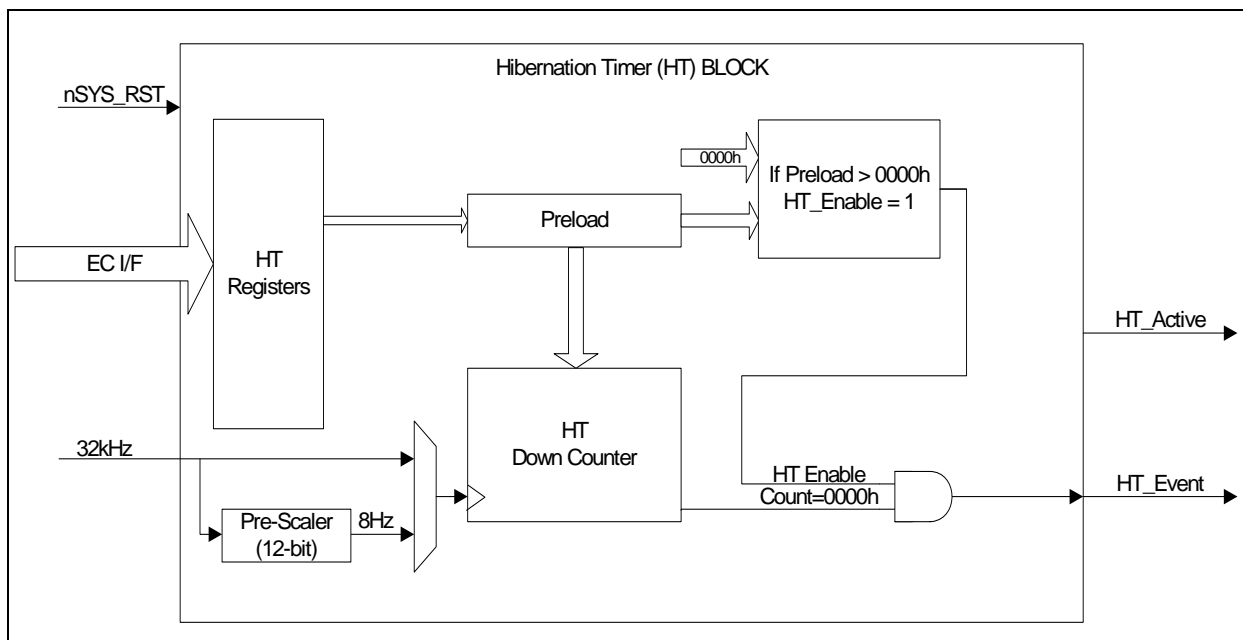 Hibernation Timer (HT) BLOCK
nSYS_RST
0000h
If Preload > 0000h
HT_Enable = 1
Preload
EC I/F
HT
Registers
HT_Active
HT
Down Counter
32kHz
HT Enable
Count=0000h
HT_Event
Pre-Scaler
(12-bit)
8Hz